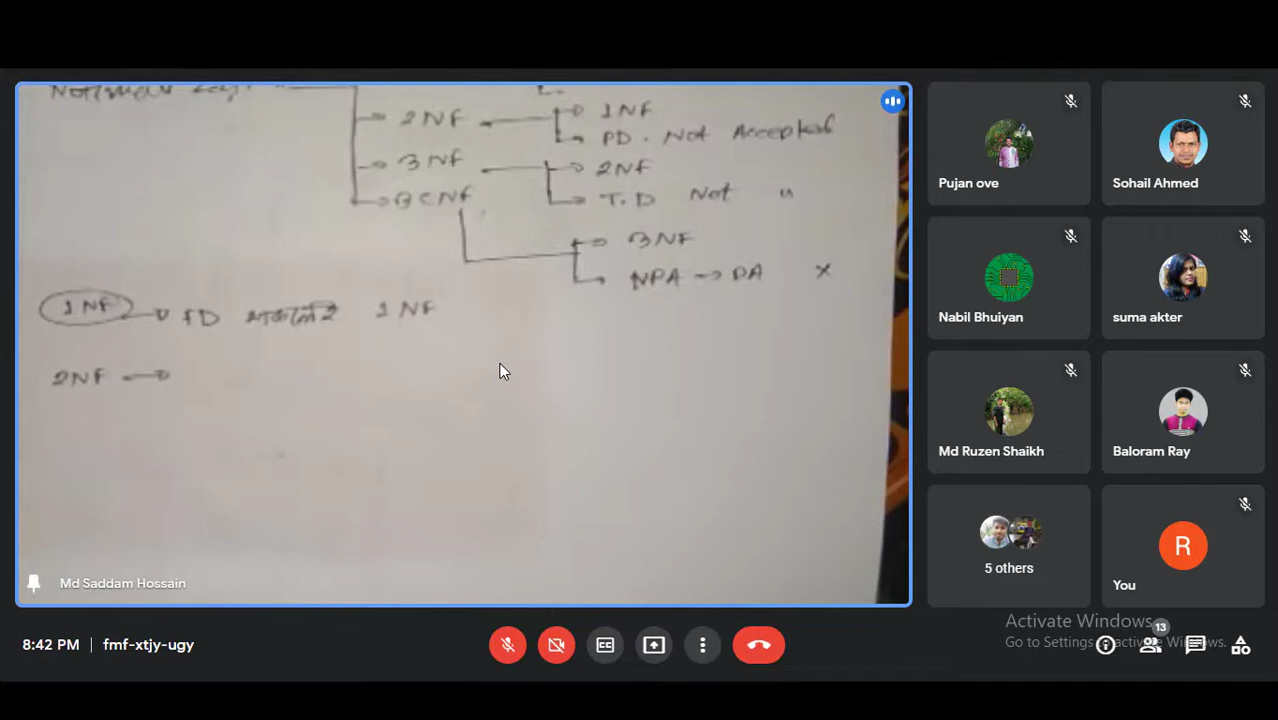 2NF 1NF
PD. Not Accepted
3NF 2NF
BCNF T.D Not "
3NF
NPA → PA ×
1NF → FD থাকলেই 1NF
2NF →
Md Saddam Hossain
Pujan ove
Sohail Ahmed
Nabil Bhuiyan
suma akter
Md Ruzen Shaikh
Baloram Ray
5 others
R
You
Activate Windows
Go to Settings to activate Windows.
8:42 PM | fmf-xtjy-ugy
13